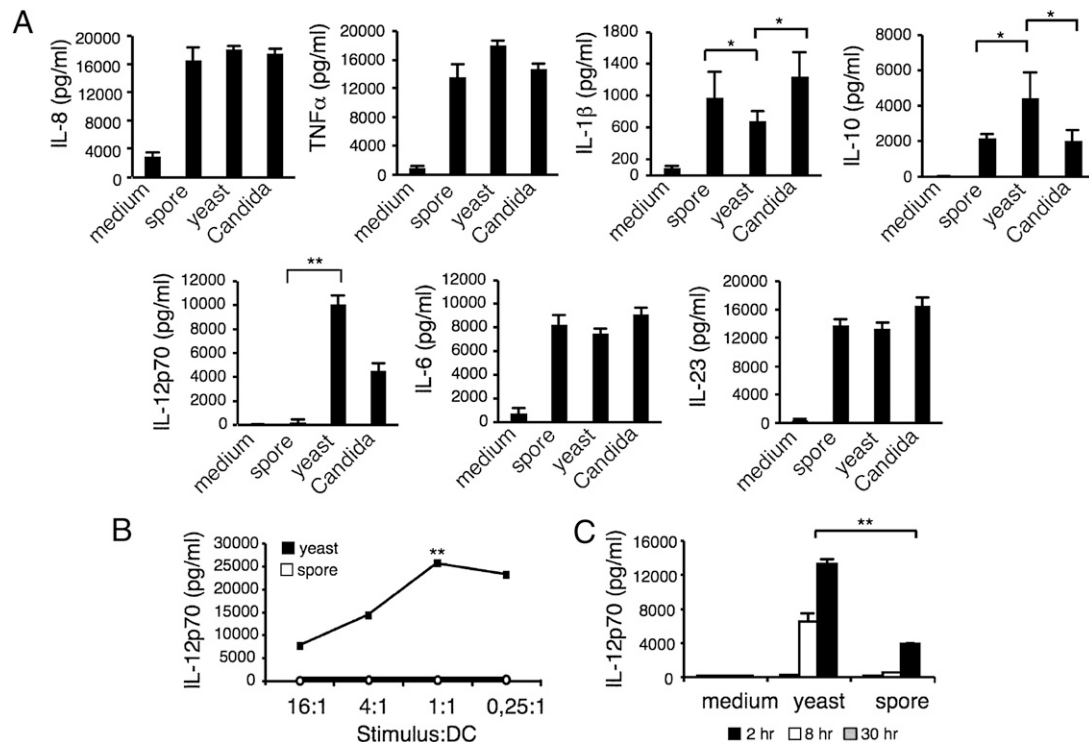 A
IL-8 (pg/ml)
20000
16000
12000
8000
4000
0
medium
spore
yeast
Candida
TNFα (pg/ml)
20000
16000
12000
8000
4000
0
medium
spore
yeast
Candida
IL-1β (pg/ml)
1800
1400
1000
600
200
0
medium
spore
yeast
Candida
*
*
IL-10 (pg/ml)
8000
6000
4000
2000
0
medium
spore
yeast
Candida
*
*
IL-12p70 (pg/ml)
12000
10000
8000
6000
4000
2000
0
medium
spore
yeast
Candida
**
IL-6 (pg/ml)
12000
10000
8000
6000
4000
2000
0
medium
spore
yeast
Candida
IL-23 (pg/ml)
20000
16000
12000
8000
4000
0
medium
spore
yeast
Candida
B
IL-12p70 (pg/ml)
30000
25000
20000
15000
10000
5000
0
yeast
spore
**
16:1
4:1
1:1
0,25:1
Stimulus:DC
C
IL-12p70 (pg/ml)
16000
12000
8000
4000
0
**
medium
yeast
spore
2 hr
8 hr
30 hr